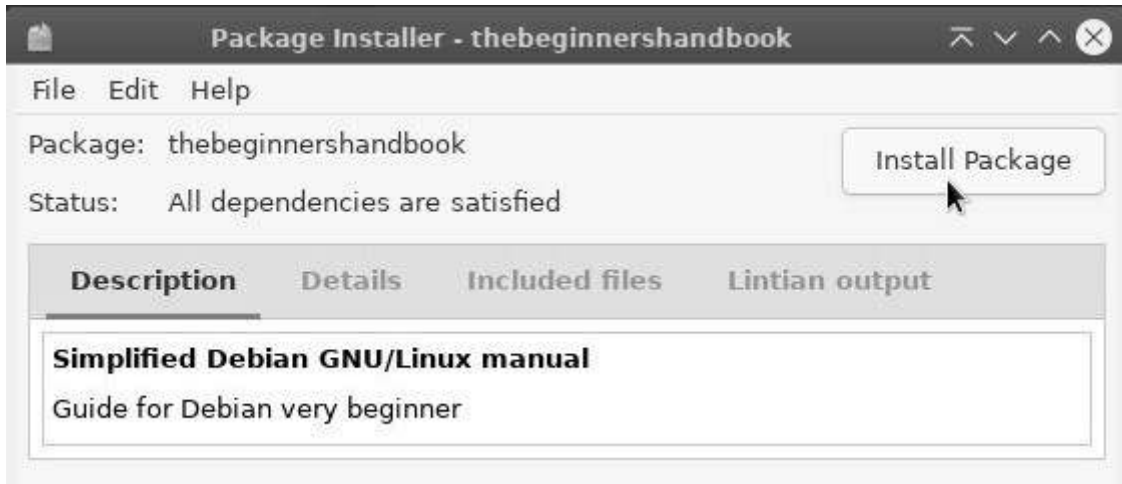 Package Installer - thebeginnershandbook
File Edit Help
Package: thebeginnershandbook
Install Package
Status: All dependencies are satisfied
Description Details Included files Lintian output
Simplified Debian GNU/Linux manual
Guide for Debian very beginner